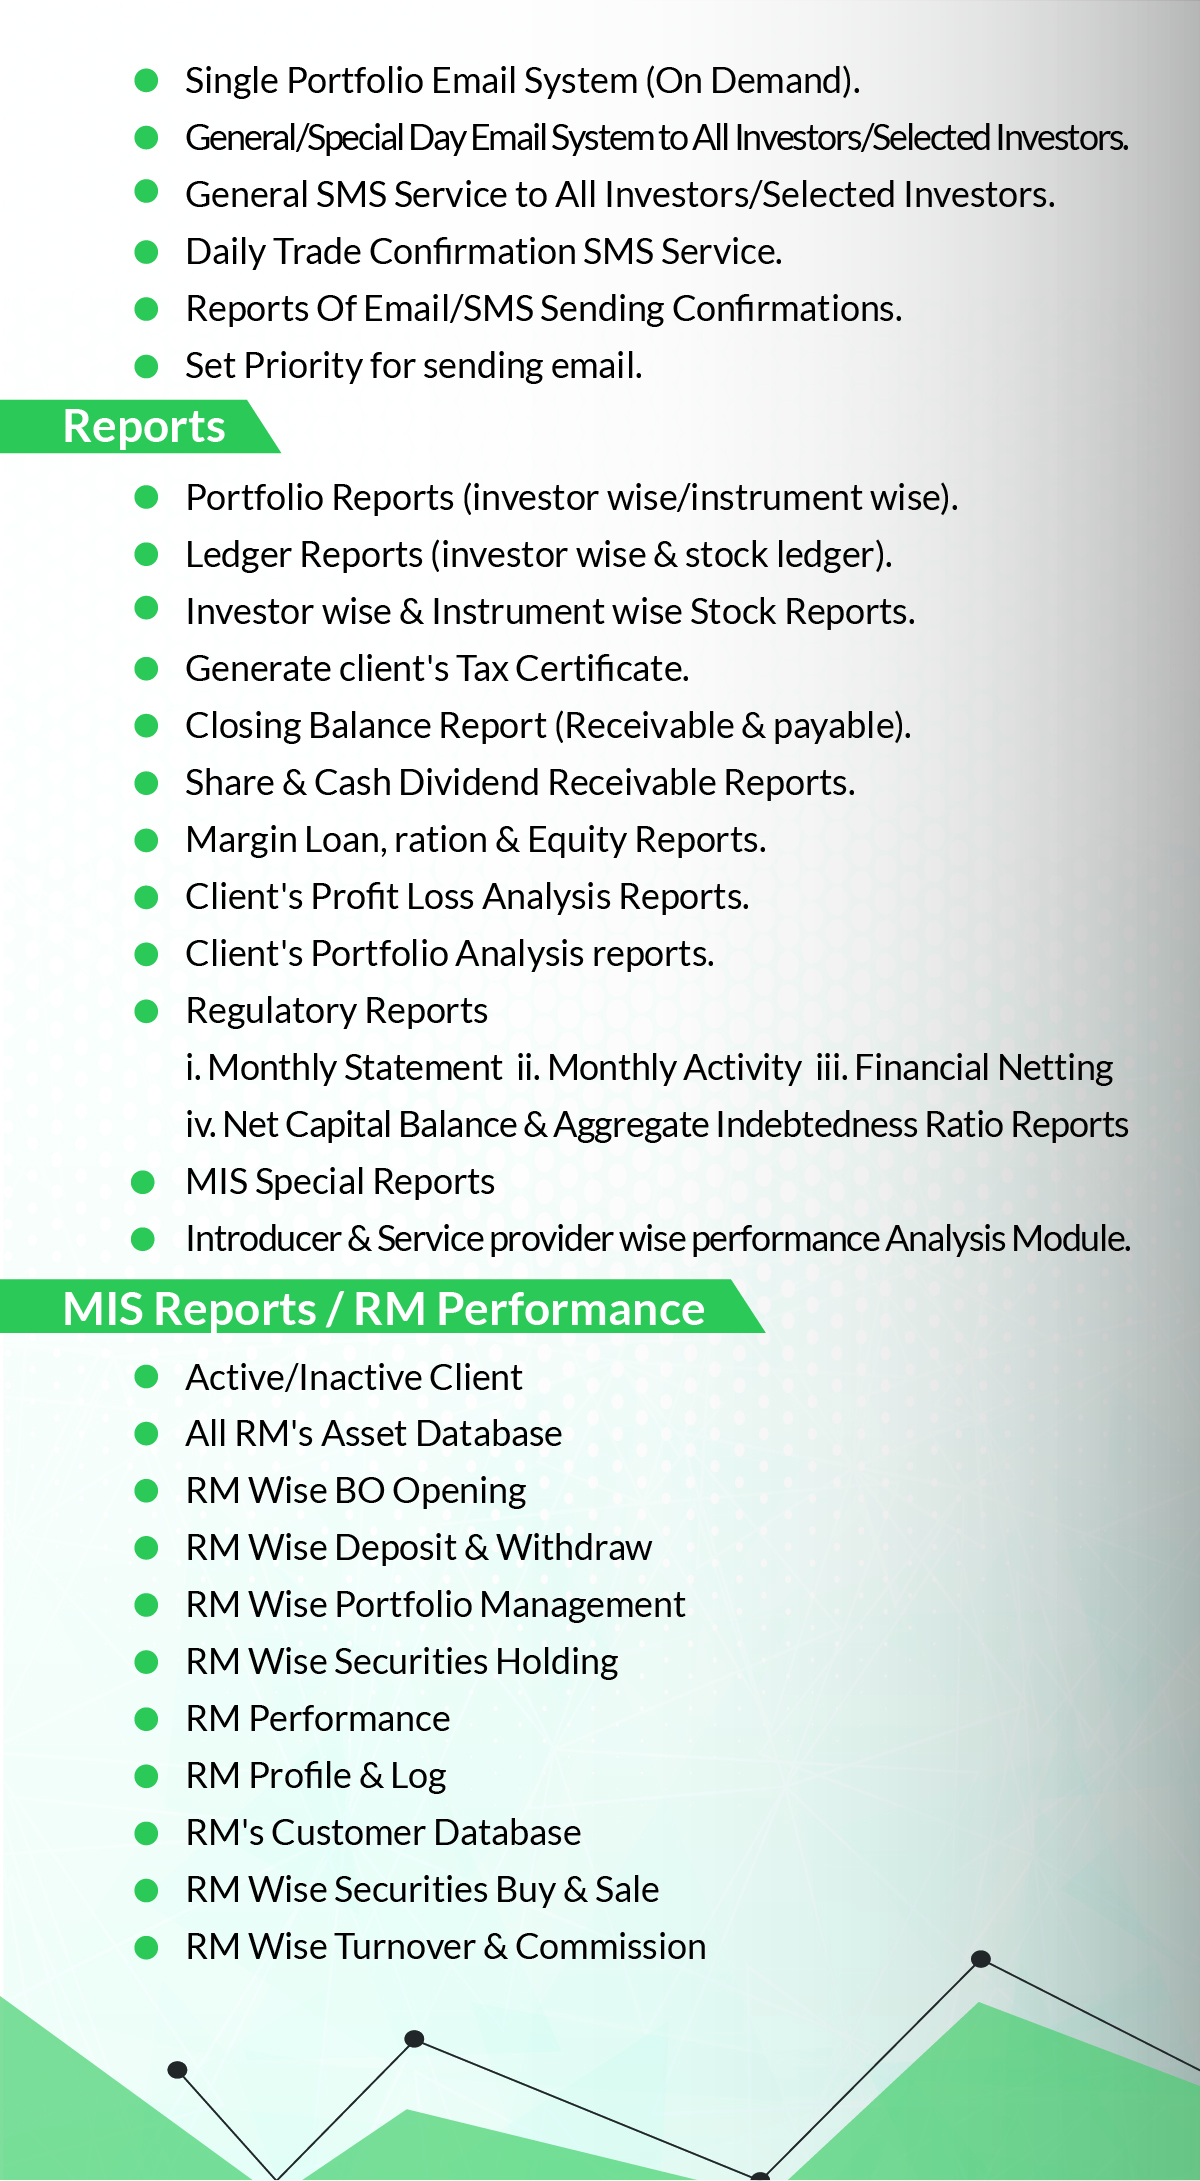 Single Portfolio Email System (On Demand).
General/Special Day Email System to All Investors/Selected Investors.
General SMS Service to All Investors/Selected Investors.
Daily Trade Confirmation SMS Service.
Reports Of Email/SMS Sending Confirmations.
Set Priority for sending email.
Reports
Portfolio Reports (investor wise/instrument wise).
Ledger Reports (investor wise & stock ledger).
Investor wise & Instrument wise Stock Reports.
Generate client's Tax Certificate.
Closing Balance Report (Receivable & payable).
Share & Cash Dividend Receivable Reports.
Margin Loan, ration & Equity Reports.
Client's Profit Loss Analysis Reports.
Client's Portfolio Analysis reports.
Regulatory Reports
i. Monthly Statement ii. Monthly Activity iii. Financial Netting
iv. Net Capital Balance & Aggregate Indebtedness Ratio Reports
MIS Special Reports
Introducer & Service provider wise performance Analysis Module.
MIS Reports / RM Performance
Active/Inactive Client
All RM's Asset Database
RM Wise BO Opening
RM Wise Deposit & Withdraw
RM Wise Portfolio Management
RM Wise Securities Holding
RM Performance
RM Profile & Log
RM's Customer Database
RM Wise Securities Buy & Sale
RM Wise Turnover & Commission